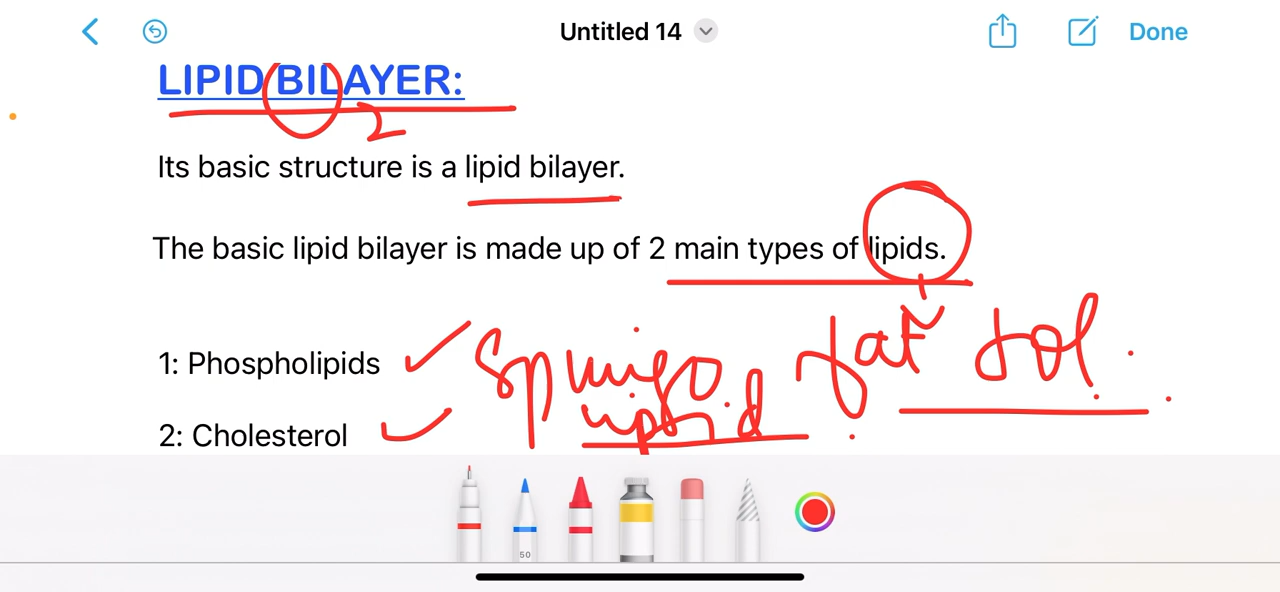 Untitled 14
Done
LIPID BILAYER:
2
Its basic structure is a lipid bilayer.
The basic lipid bilayer is made up of 2 main types of lipids.
fat sol.
1: Phospholipids
2: Cholesterol
50